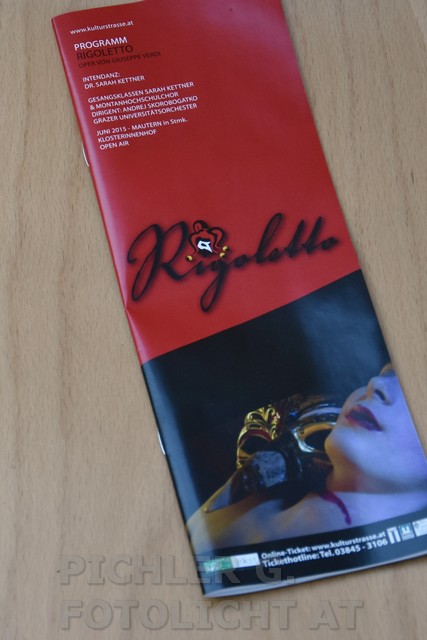 www.kulturstrasse.at
PROGRAMM
RIGOLETTO
OPER VON GIUSEPPE VERDI
INTENDANZ:
DR. SARAH KETTNER
GESANGSKLASSEN SARAH KETTNER
& MONTANHOCHSCHULCHOR
DIRIGENT: ANDREJ SKOROBOGATKO
GRAZER UNIVERSITÄTSORCHESTER
JUNI 2015 - MAUTERN in Stmk.
KLOSTERINNENHOF
OPEN AIR
Rigoletto
Online-Ticket: www.kulturstrasse.at
Tickethotline: Tel. 03845 - 3106
PICHLER G.
FOTOLICHT AT